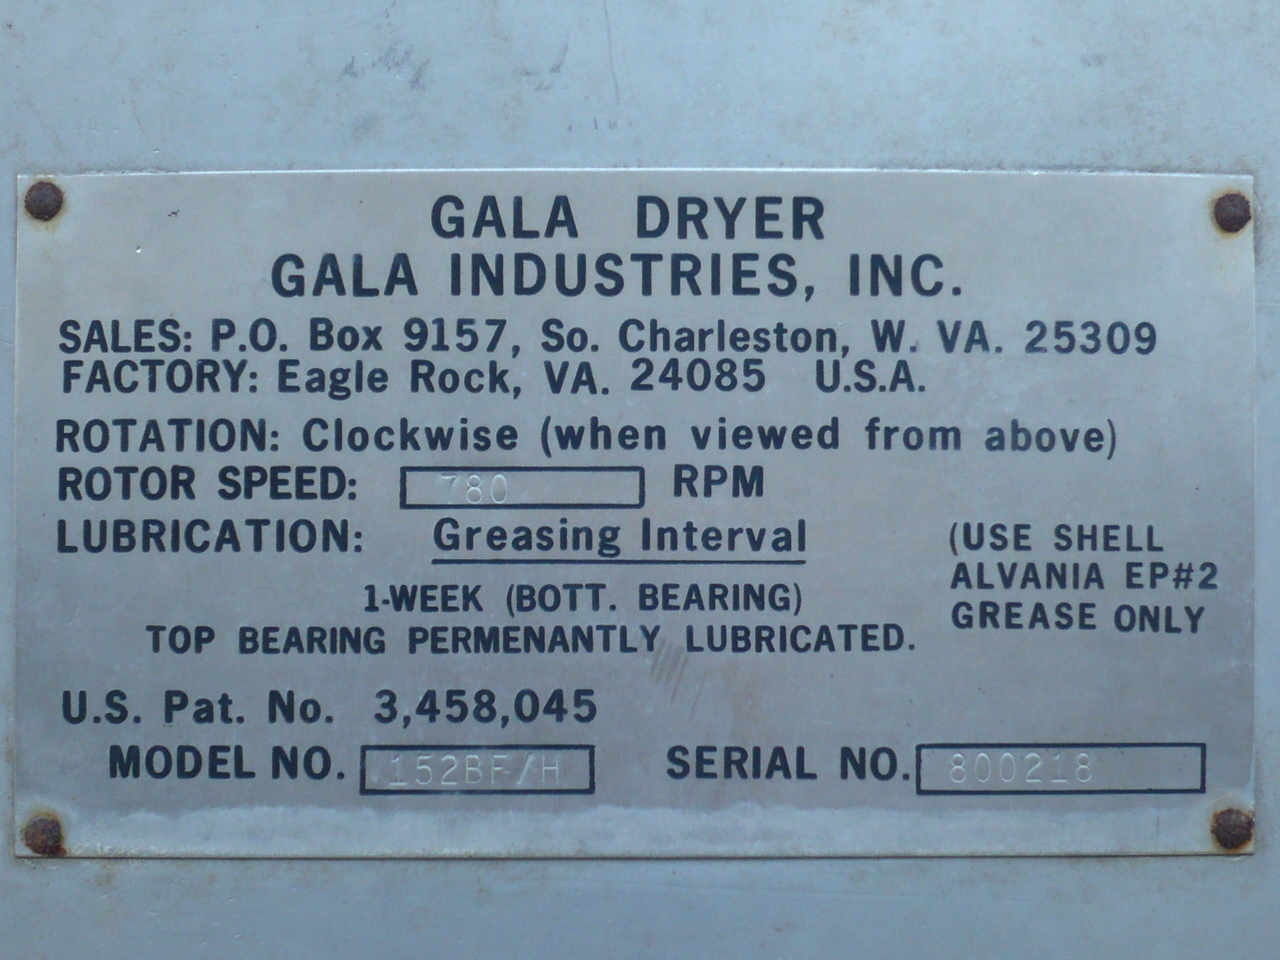 GALA DRYER
GALA INDUSTRIES, INC.
SALES: P.O. Box 9157, So. Charleston, W. VA. 25309
FACTORY: Eagle Rock, VA. 24085 U.S.A.
ROTATION: Clockwise (when viewed from above)
ROTOR SPEED: 780 RPM
LUBRICATION: Greasing Interval
1-WEEK (BOTT. BEARING)
TOP BEARING PERMENANTLY LUBRICATED.
(USE SHELL
ALVANIA EP#2
GREASE ONLY
U.S. Pat. No. 3,458,045
MODEL NO. 152BF/H SERIAL NO. 800218